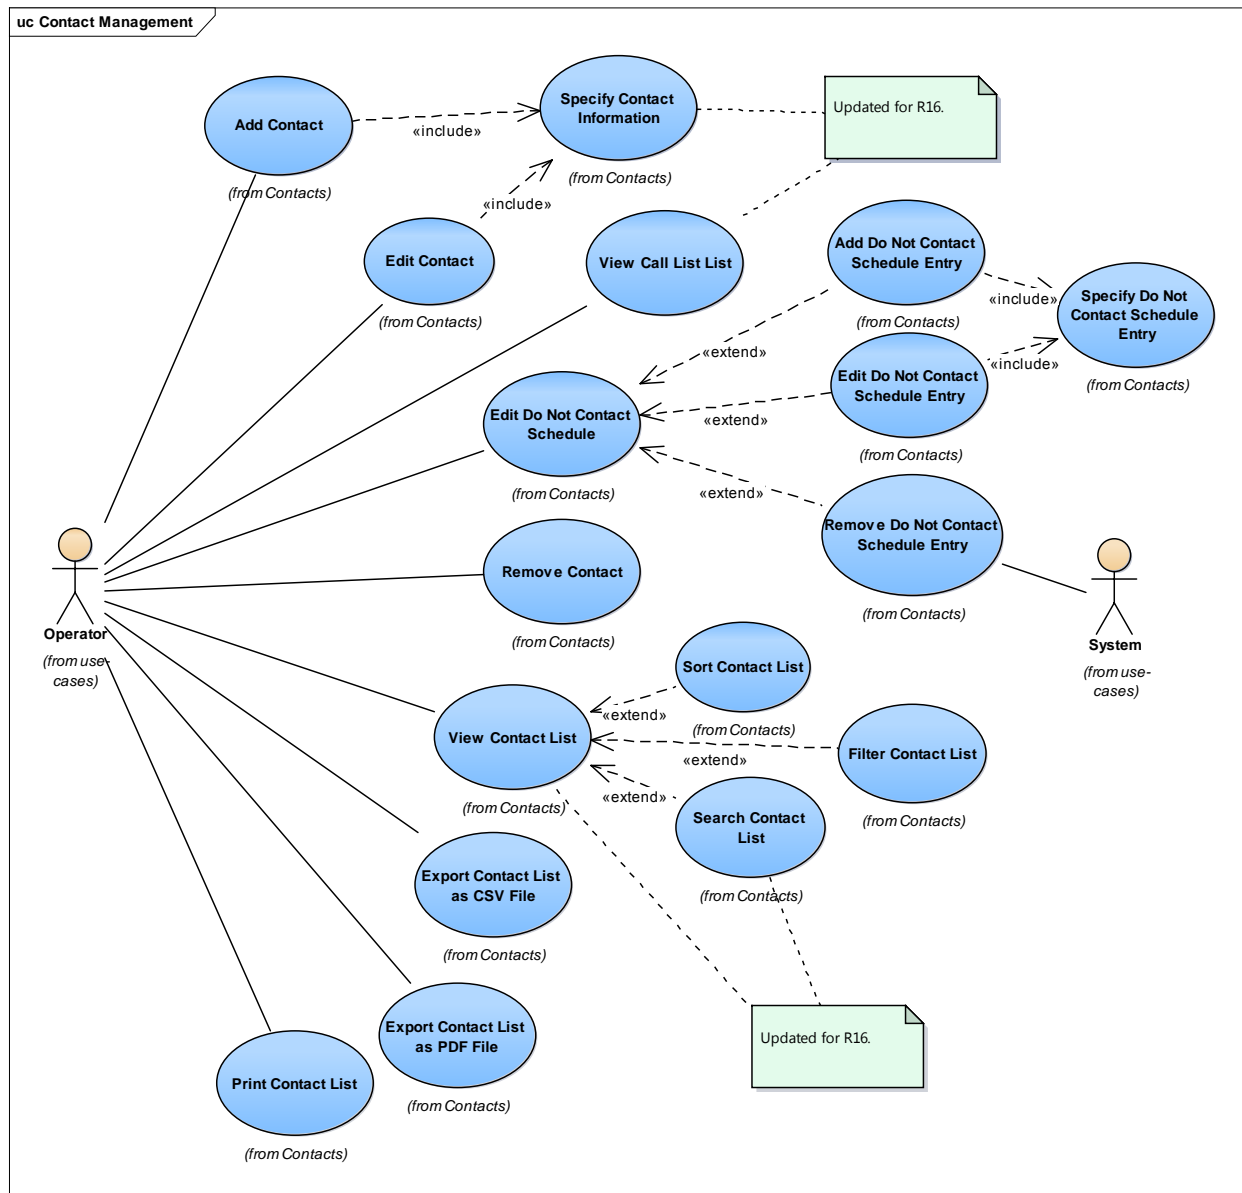 uc Contact Management
Add Contact
(from Contacts)
«include»
Specify Contact
Information
(from Contacts)
Updated for R16.
Edit Contact
(from Contacts)
«include»
View Call List List
Add Do Not Contact
Schedule Entry
(from Contacts)
«include»
Specify Do Not
Contact Schedule
Entry
(from Contacts)
«extend»
Edit Do Not Contact
Schedule Entry
(from Contacts)
«include»
Edit Do Not Contact
Schedule
(from Contacts)
«extend»
«extend»
Remove Do Not Contact
Schedule Entry
(from Contacts)
Remove Contact
(from Contacts)
Operator
(from use-
cases)
System
(from use-
cases)
Sort Contact List
(from Contacts)
«extend»
View Contact List
(from Contacts)
«extend»
Filter Contact List
(from Contacts)
«extend»
Search Contact
List
(from Contacts)
Export Contact List
as CSV File
(from Contacts)
Export Contact List
as PDF File
(from Contacts)
Updated for R16.
Print Contact List
(from Contacts)